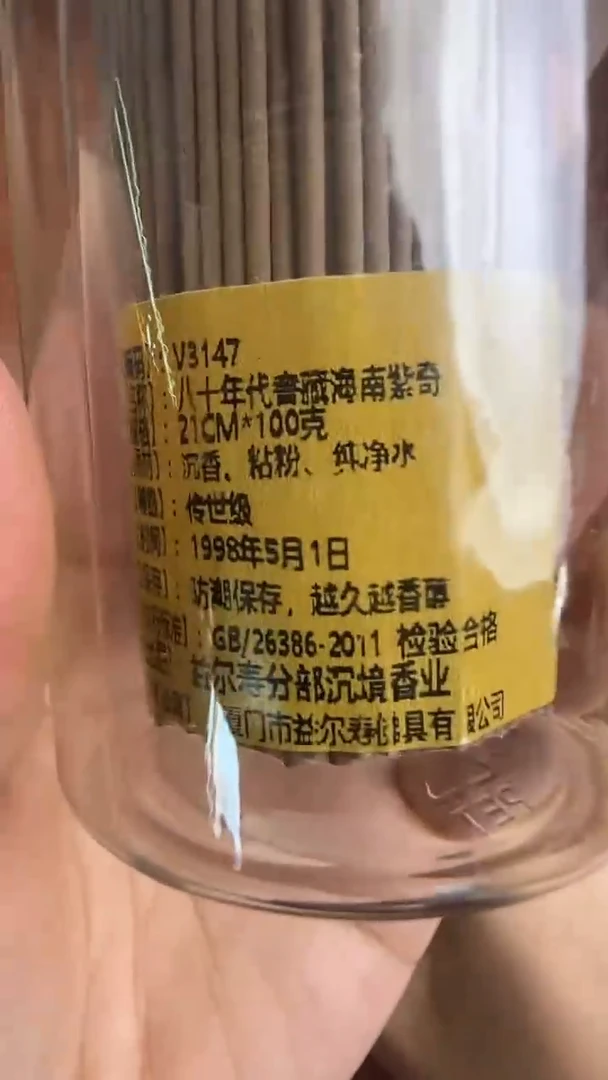 V3147
八十年代窖藏海南紫奇
21CM*100克
】：沉香、粘粉、纯净水
】：传世级
】：1998年5月1日
】：防潮保存，越久越香醇
】：GB/26386-2011 检验合格
益尔寿分部沉境香业
厦门市益尔寿 具有限公司